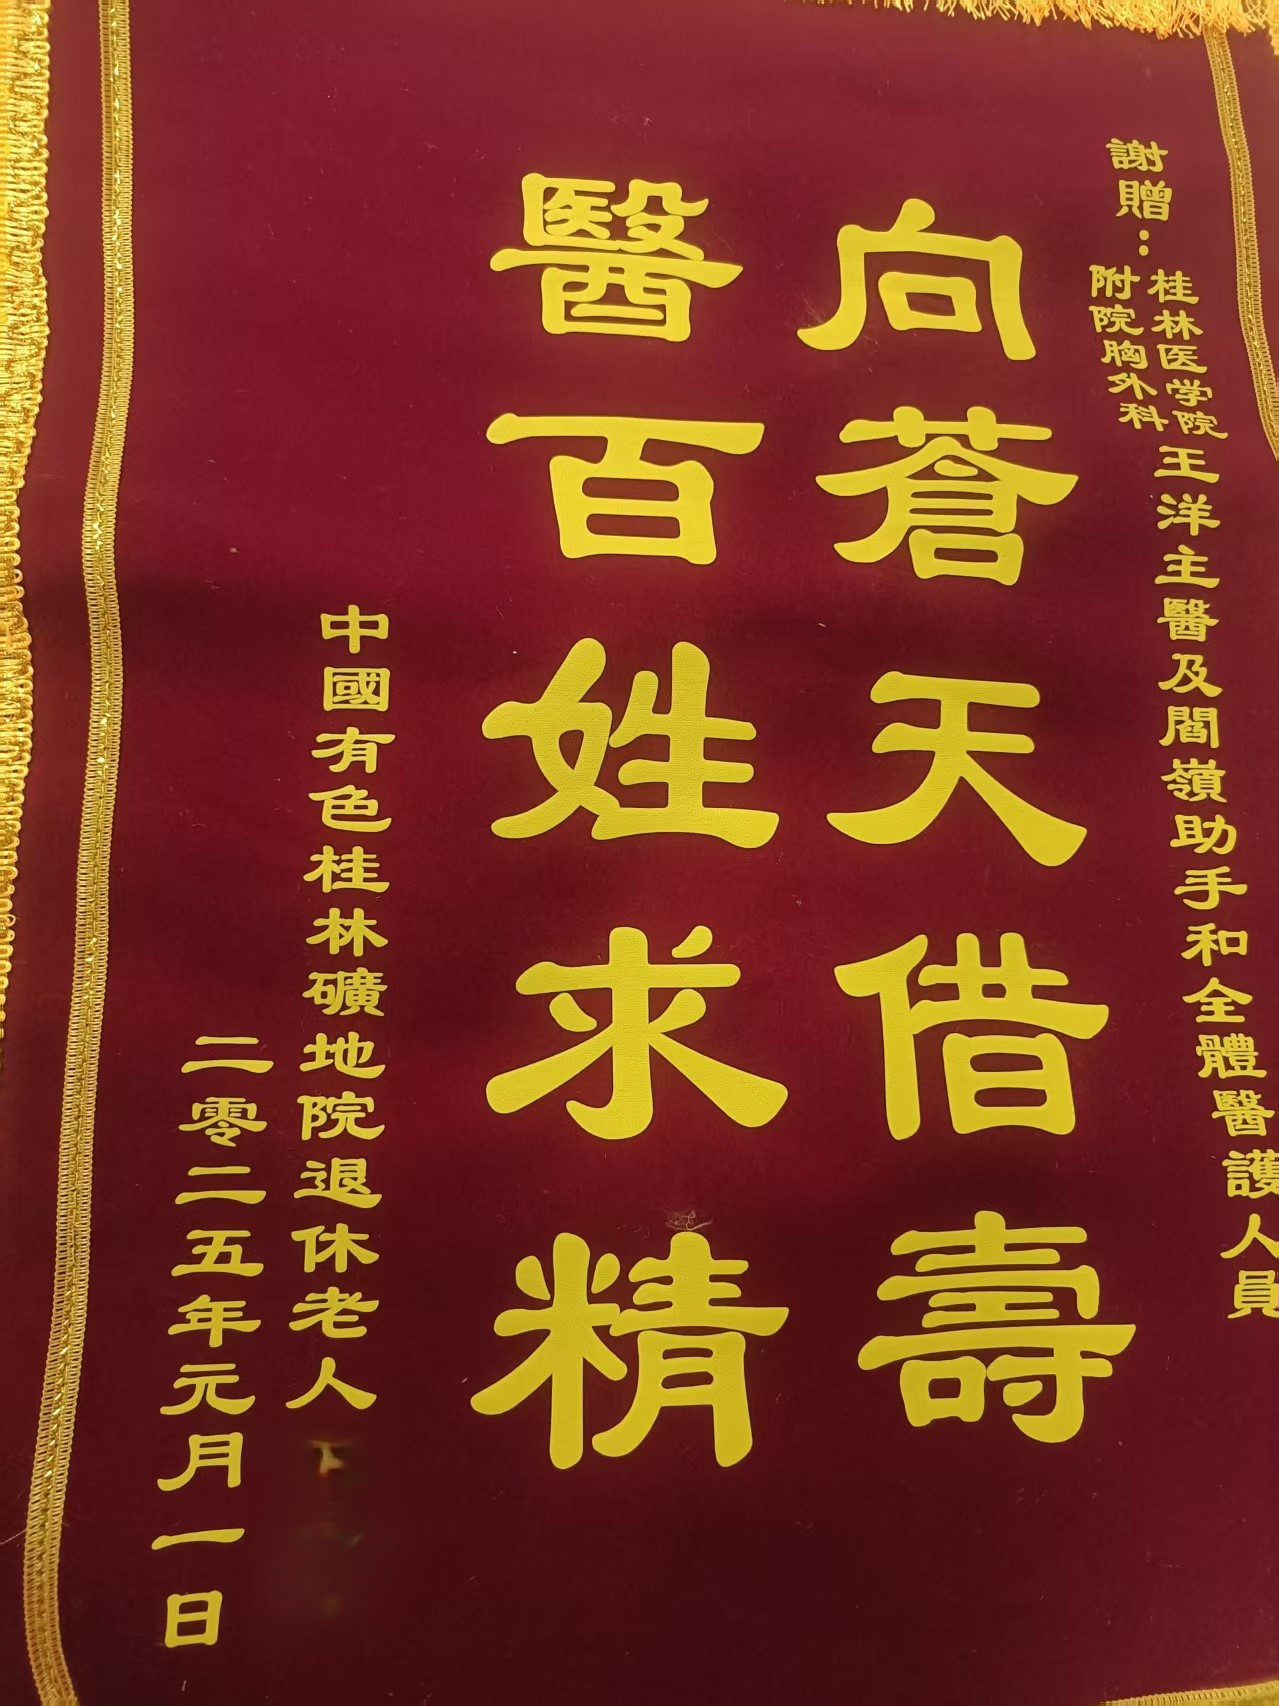 謝贈：
桂林医学院
附院胸外科
王洋主醫及閻嶺助手和全體醫護人員
向蒼天借壽
醫百姓求精
中國有色桂林礦地院退休老人
二零二五年元月一日